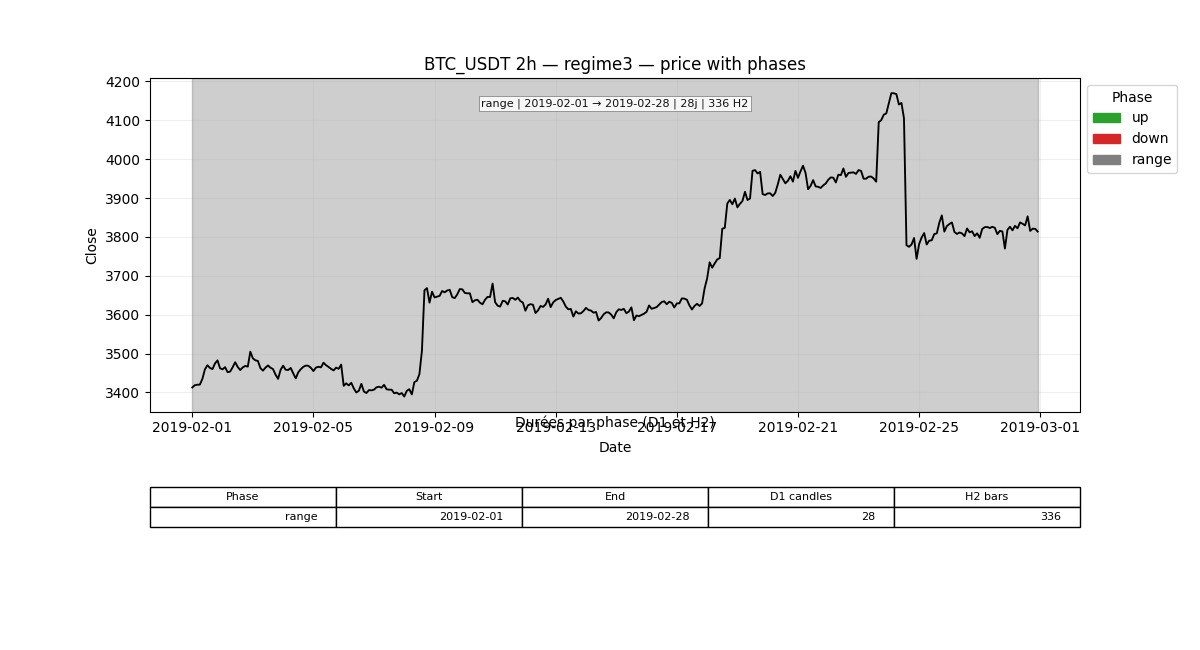 BTC_USDT 2h — regime3 — price with phases
range | 2019-02-01 → 2019-02-28 | 28j | 336 H2
Phase
up
down
range
Close
4200
4100
4000
3900
3800
3700
3600
3500
3400
Durées par phase (D1 et H2)
2019-02-01 2019-02-05 2019-02-09 2019-02-13 2019-02-17 2019-02-21 2019-02-25 2019-03-01
Date
Phase Start End D1 candles H2 bars
range 2019-02-01 2019-02-28 28 336